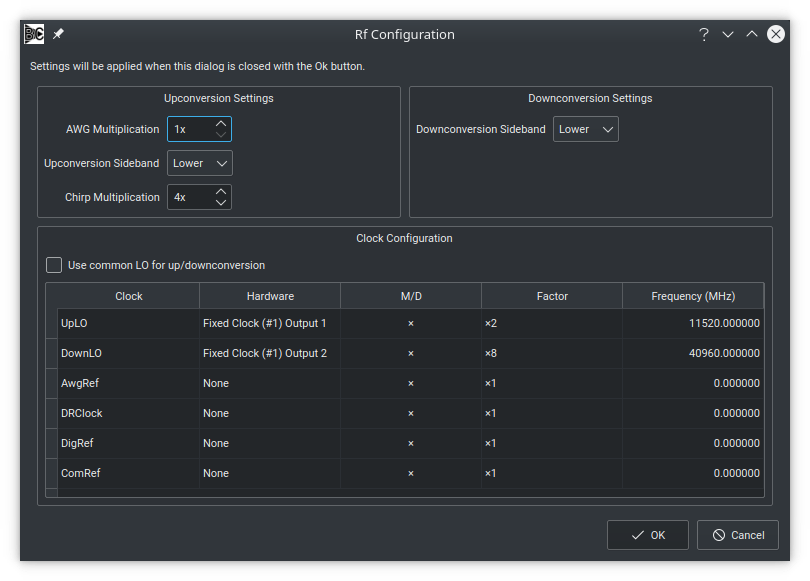 BC
Rf Configuration
?
Settings will be applied when this dialog is closed with the Ok button.
Upconversion Settings
AWG Multiplication 1x
Upconversion Sideband Lower
Chirp Multiplication 4x
Downconversion Settings
Downconversion Sideband Lower
Clock Configuration
Use common LO for up/downconversion
Clock Hardware M/D Factor Frequency (MHz)
UpLO Fixed Clock (#1) Output 1 × ×2 11520.000000
DownLO Fixed Clock (#1) Output 2 × ×8 40960.000000
AwgRef None × ×1 0.000000
DRClock None × ×1 0.000000
DigRef None × ×1 0.000000
ComRef None × ×1 0.000000
OK Cancel